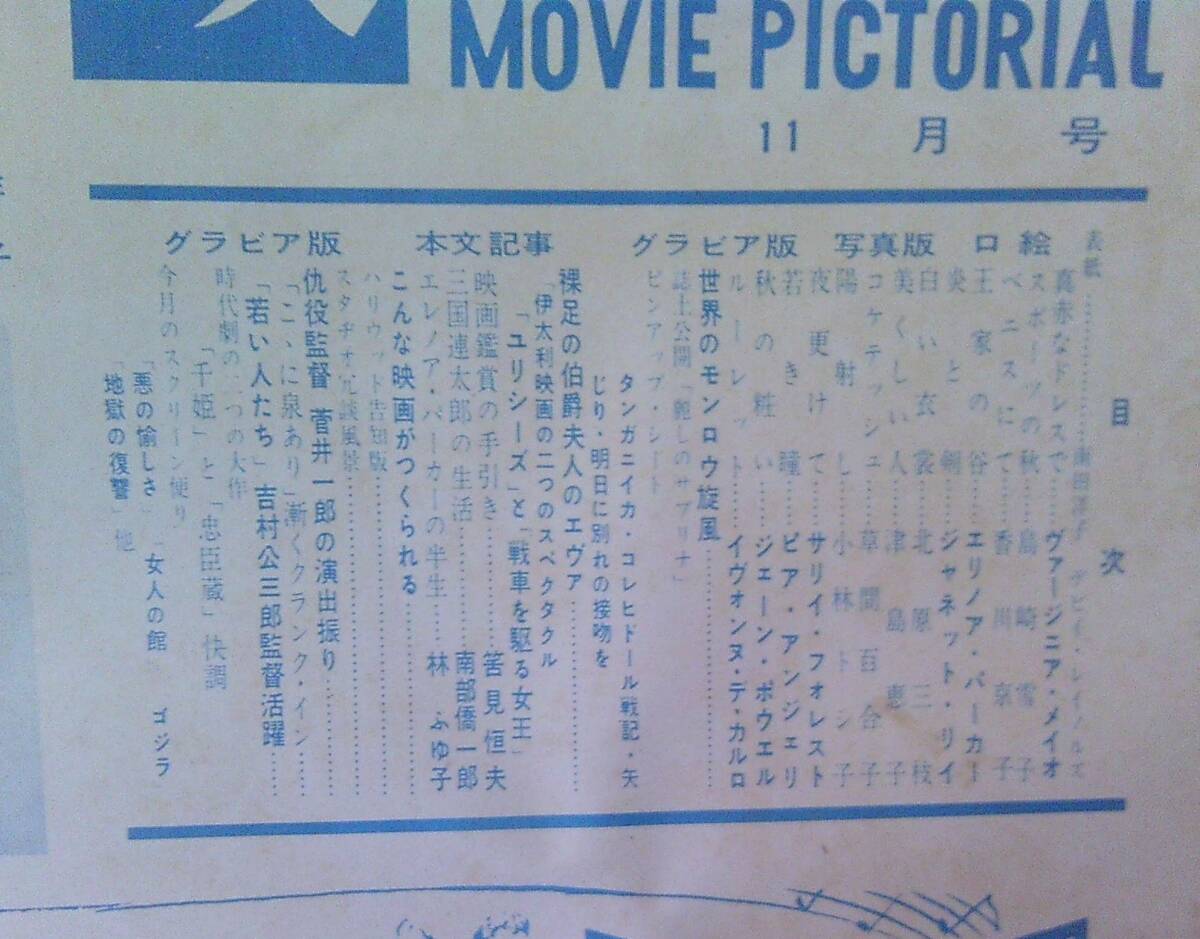 MOVIE PICTORIAL
11月号
目次
表紙
口絵
真赤なドレスで……ヴァージニア・メイオ
スポーツの秋……島崎雪子
ベニスにて……香川京子
王家の谷……エリノア・パーカー
炎と剣……ジャネット・リイ
写真版
白い衣裳……北原三枝
美くしい人……津島恵子
コケテッシュ……草間百合子
陽射し……小林トシ子
グラビア版
夜更けて……サリイ・フォレスト
若き瞳……ピア・アンジェリ
秋の粧い……ジェーン・ポウエル
ルーレット……イヴォンヌ・デ・カルロ
世界のモンロウ旋風
誌上公開「麗しのサブリナ」
ピンアップ・シート
タンガニイカ・コレヒドール戦記・矢
じり・明日に別れの接吻を
本文記事
裸足の伯爵夫人のエヴァ
「伊太利映画の二つのスペクタクル
「ユリシーズ」と「戦車を駆る女王」
映画鑑賞の手引き……筈見恒夫
三国連太郎の生活……南部僑一郎
エレノア・パーカーの半生……林ふゆ子
こんな映画がつくられる
ハリウッド告知版
スタヂオ冗談風景
グラビア版
仇役監督 菅井一郎の演出振り
「こゝに泉あり」漸くクランク・イン
「若い人たち」吉村公三郎監督活躍
時代劇の二つの大作
「千姫」と「忠臣蔵」快調
今月のスクリーン便り
「悪の愉しさ」「女人の館」「ゴジラ」
「地獄の復讐」他